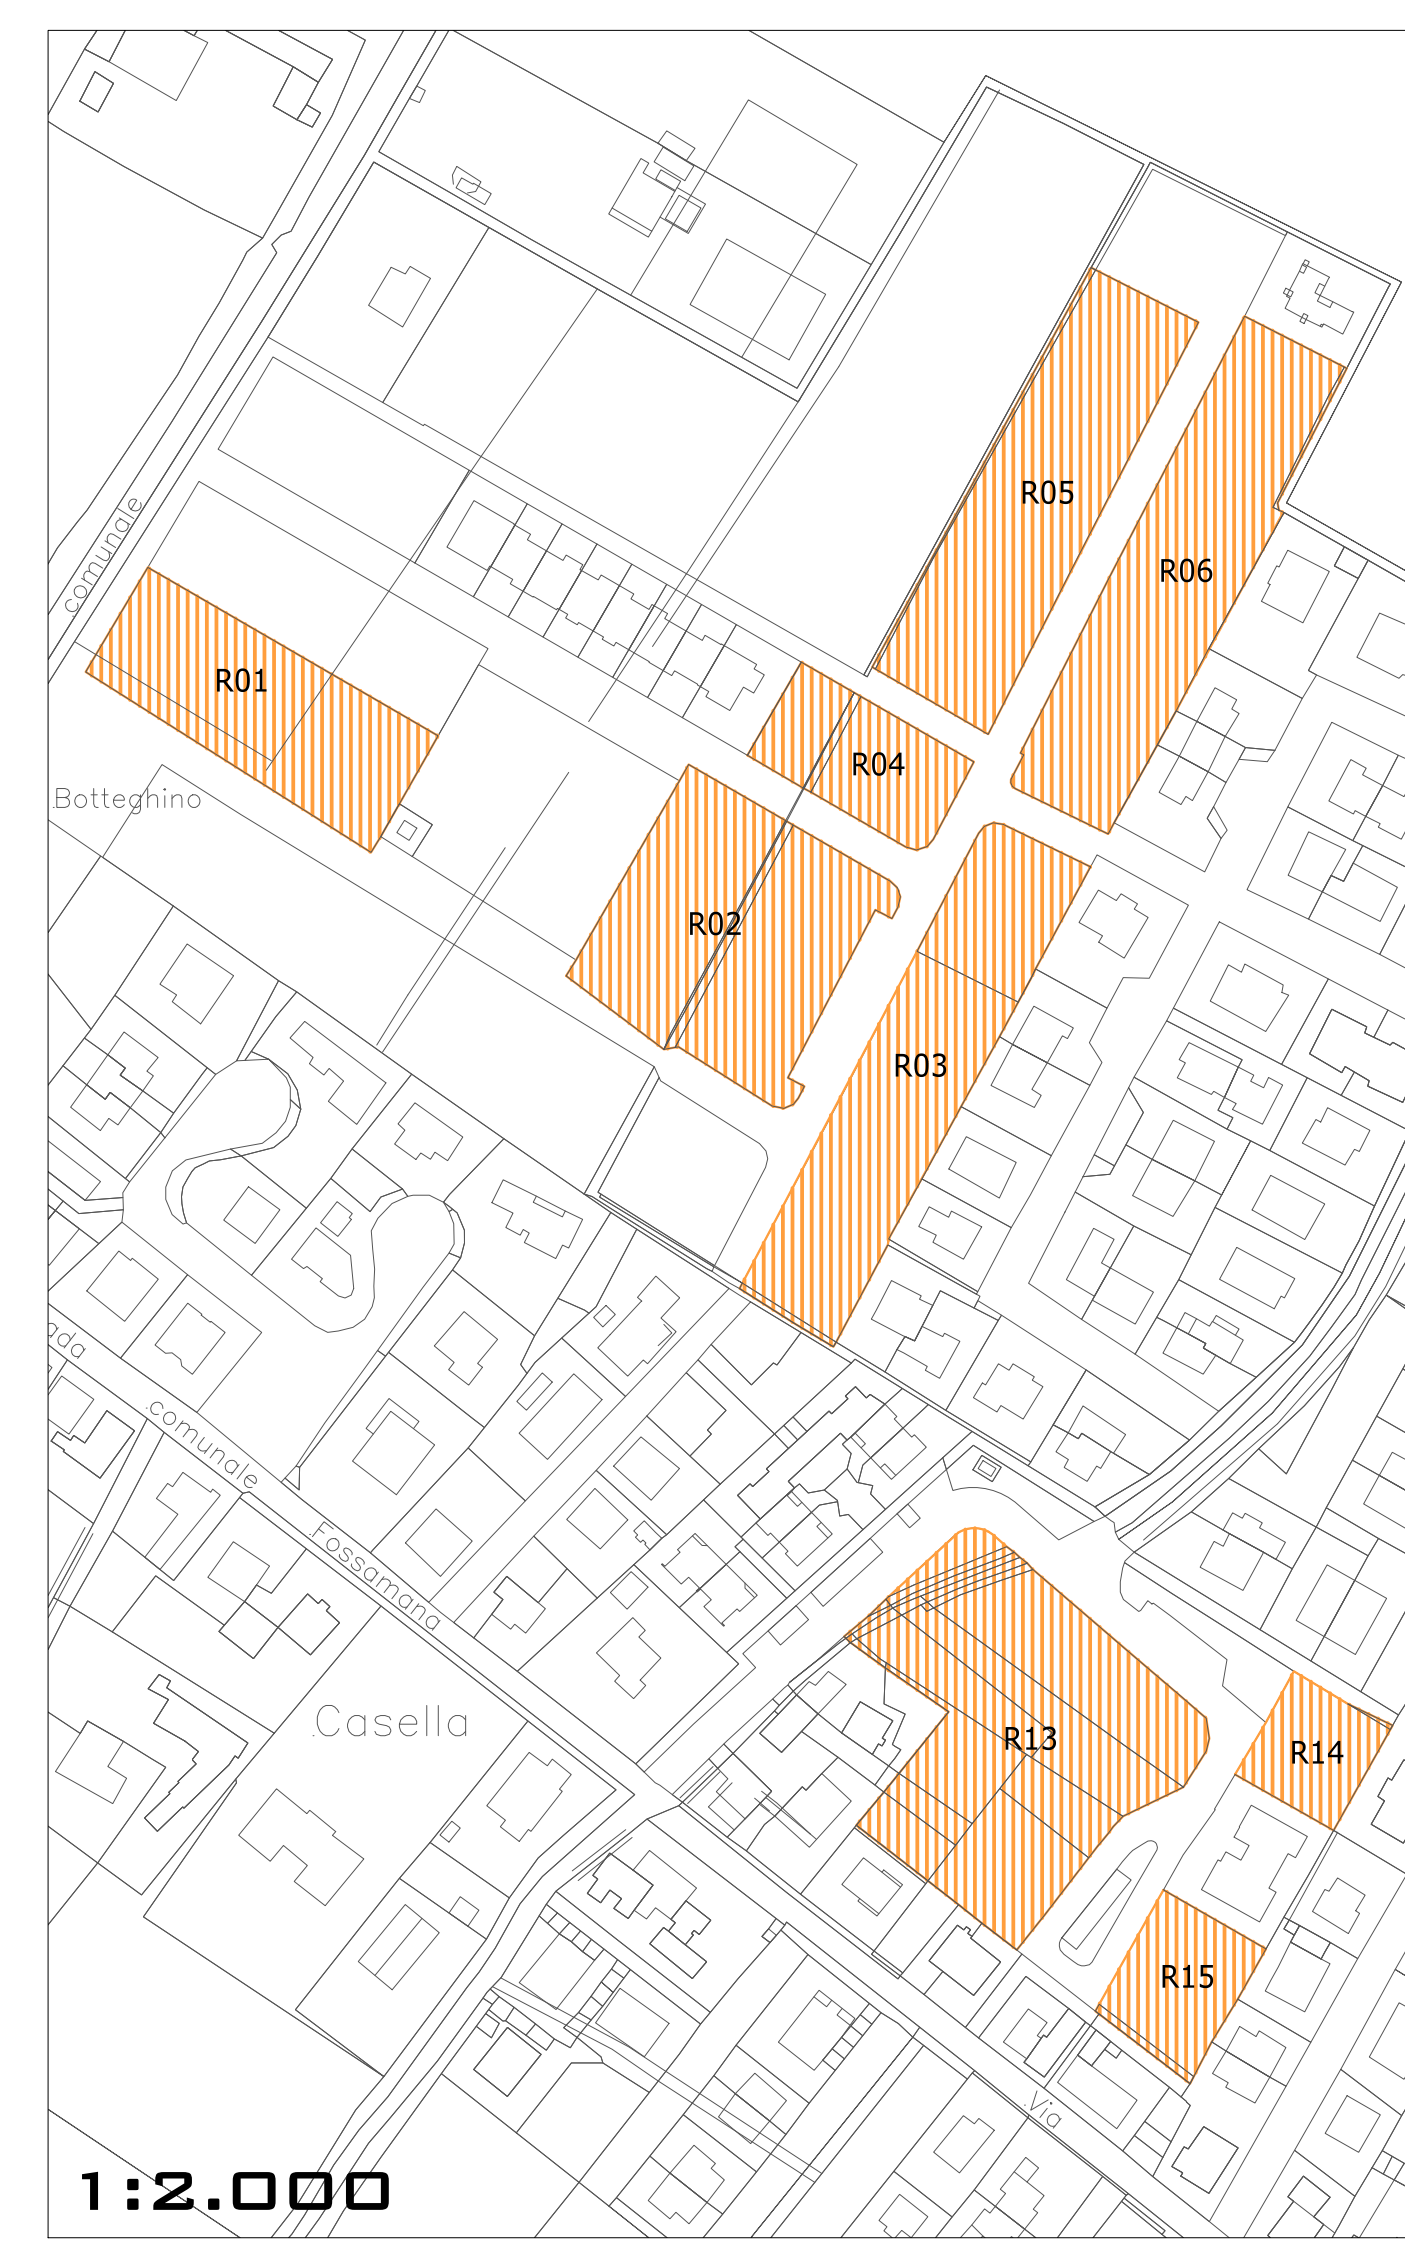 R05
.comunale
R06
R01
R04
.Botteghino
R02
R03
ada
.comunale
.Fossamana
.Casella
R13
R14
R15
.Via
1:2.000